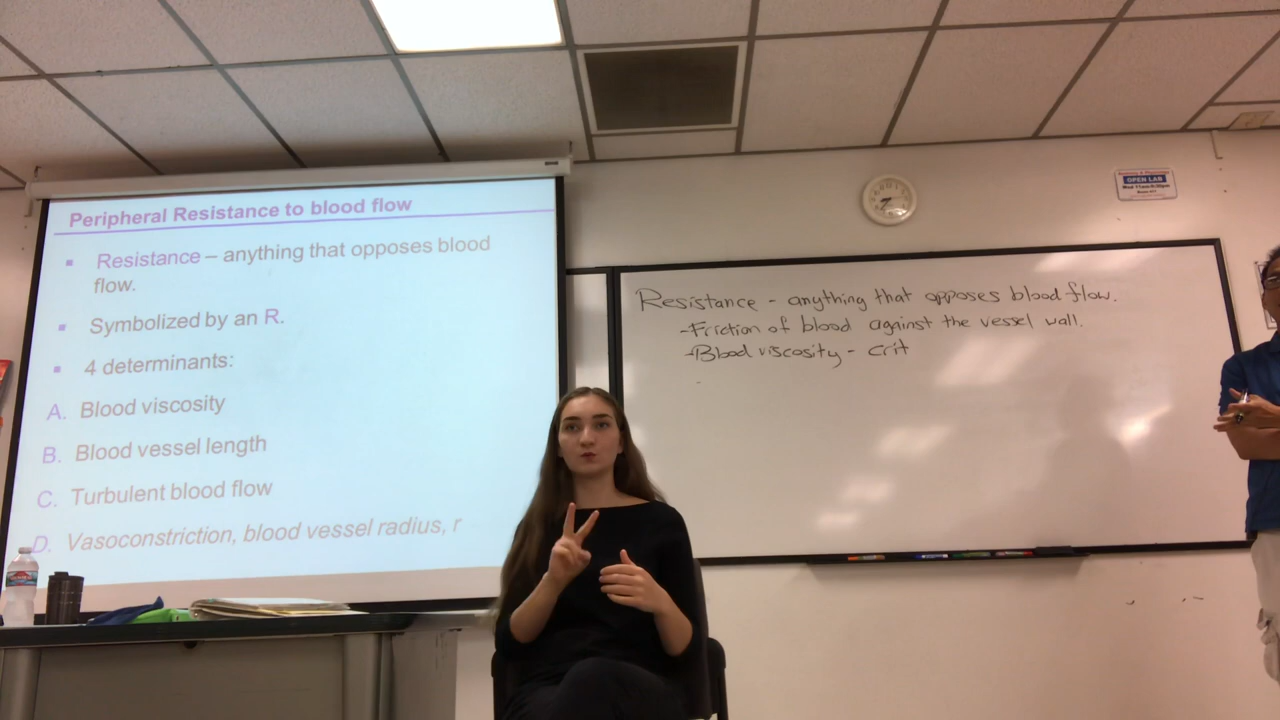 Peripheral Resistance to blood flow
▪ Resistance – anything that opposes blood
flow.
▪ Symbolized by an R.
▪ 4 determinants:
A. Blood viscosity
B. Blood vessel length
C. Turbulent blood flow
D. Vasoconstriction, blood vessel radius, r
Resistance - anything that opposes blood flow.
-Friction of blood against the vessel wall.
-Blood viscosity - crit
OPEN LAB